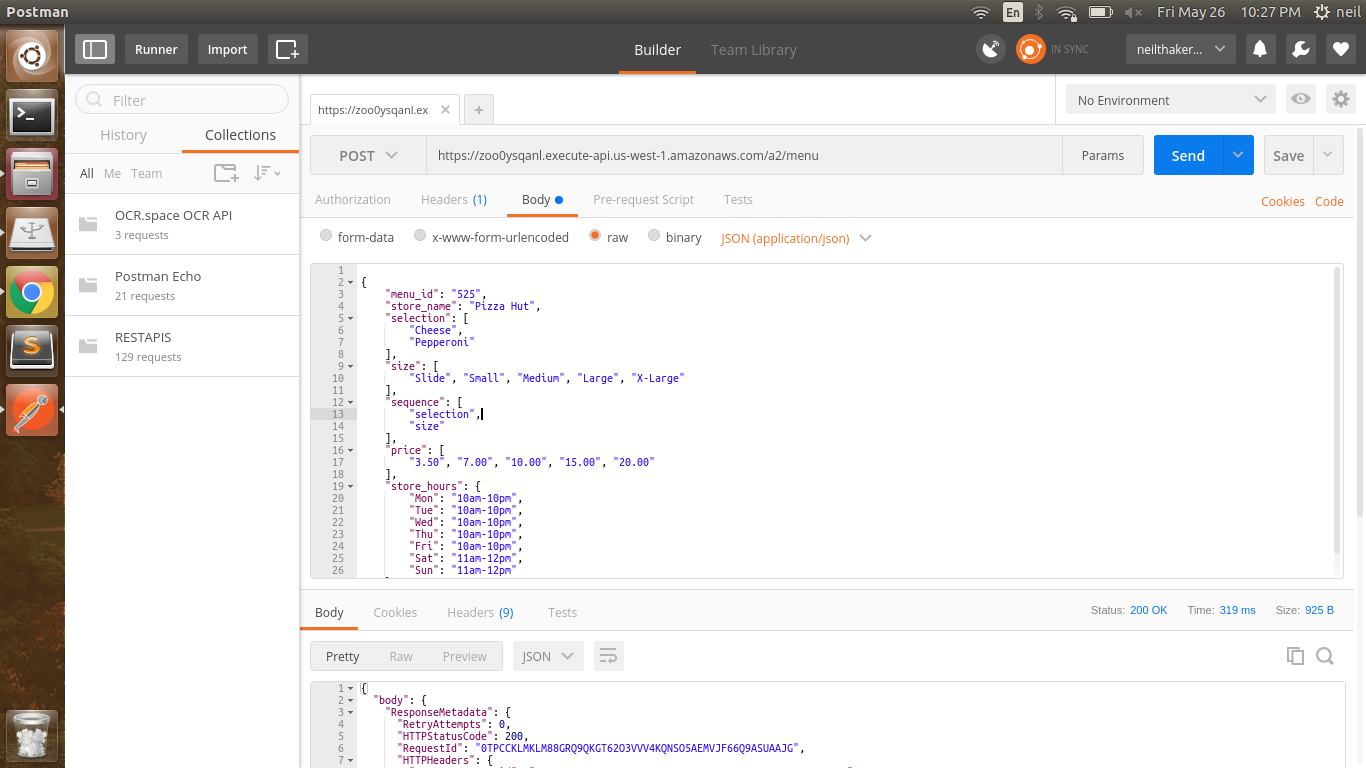 Postman
En
Fri May 26
10:27 PM
neil
Runner
Import
Builder
Team Library
IN SYNC
neilthaker...
Filter
History
Collections
All
Me
Team
OCR.space OCR API
3 requests
Postman Echo
21 requests
RESTAPIS
129 requests
https://zoo0ysqanl.ex
No Environment
POST
https://zoo0ysqanl.execute-api.us-west-1.amazonaws.com/a2/menu
Params
Send
Save
Authorization
Headers (1)
Body
Pre-request Script
Tests
Cookies
Code
form-data
x-www-form-urlencoded
raw
binary
JSON (application/json)
1
2 {
3 "menu_id": "525",
4 "store_name": "Pizza Hut",
5 "selection": [
6 "Cheese",
7 "Pepperoni"
8 ],
9 "size": [
10 "Slide", "Small", "Medium", "Large", "X-Large"
11 ],
12 "sequence": [
13 "selection",
14 "size"
15 ],
16 "price": [
17 "3.50", "7.00", "10.00", "15.00", "20.00"
18 ],
19 "store_hours": {
20 "Mon": "10am-10pm",
21 "Tue": "10am-10pm",
22 "Wed": "10am-10pm",
23 "Thu": "10am-10pm",
24 "Fri": "10am-10pm",
25 "Sat": "11am-12pm",
26 "Sun": "11am-12pm"
Body
Cookies
Headers (9)
Tests
Status: 200 OK
Time: 319 ms
Size: 925 B
Pretty
Raw
Preview
JSON
1 {
2 "body": {
3 "ResponseMetadata": {
4 "RetryAttempts": 0,
5 "HTTPStatusCode": 200,
6 "RequestId": "0TPCCKLMKLM88GRQ9QKGT62O3VVV4KQNSO5AEMVJF66Q9ASUAAJG",
7 "HTTPHeaders": {